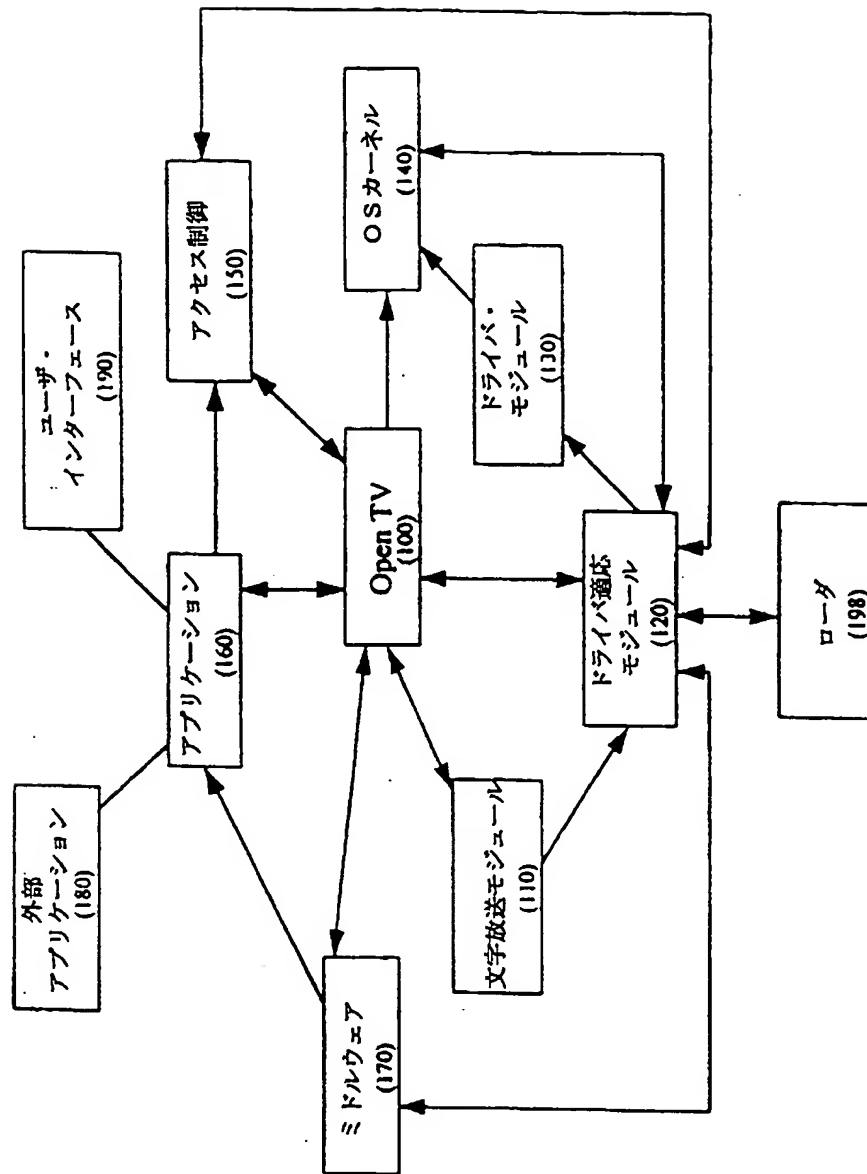 外部
アプリケーション
(180)
ユーザ・
インターフェース
(190)
アプリケーション
(160)
アクセス制御
(150)
ミドルウェア
(170)
Open TV
(100)
OSカーネル
(140)
文字放送モジュール
(110)
ドライバ・
モジュール
(130)
ドライバ適応
モジュール
(120)
ローダ
(198)